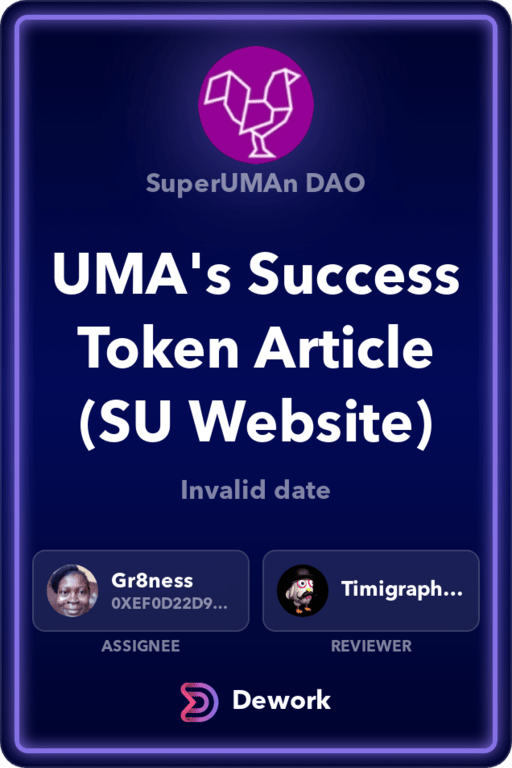 SuperUMAn DAO
UMA's Success
Token Article
(SU Website)
Invalid date
Gr8ness
0XEF0D22D9...
ASSIGNEE
Timigraph...
REVIEWER
Dework